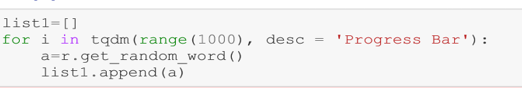 list1=[]
for i in tqdm(range(1000), desc = 'Progress Bar'):
    a=r.get_random_word()
    list1.append(a)